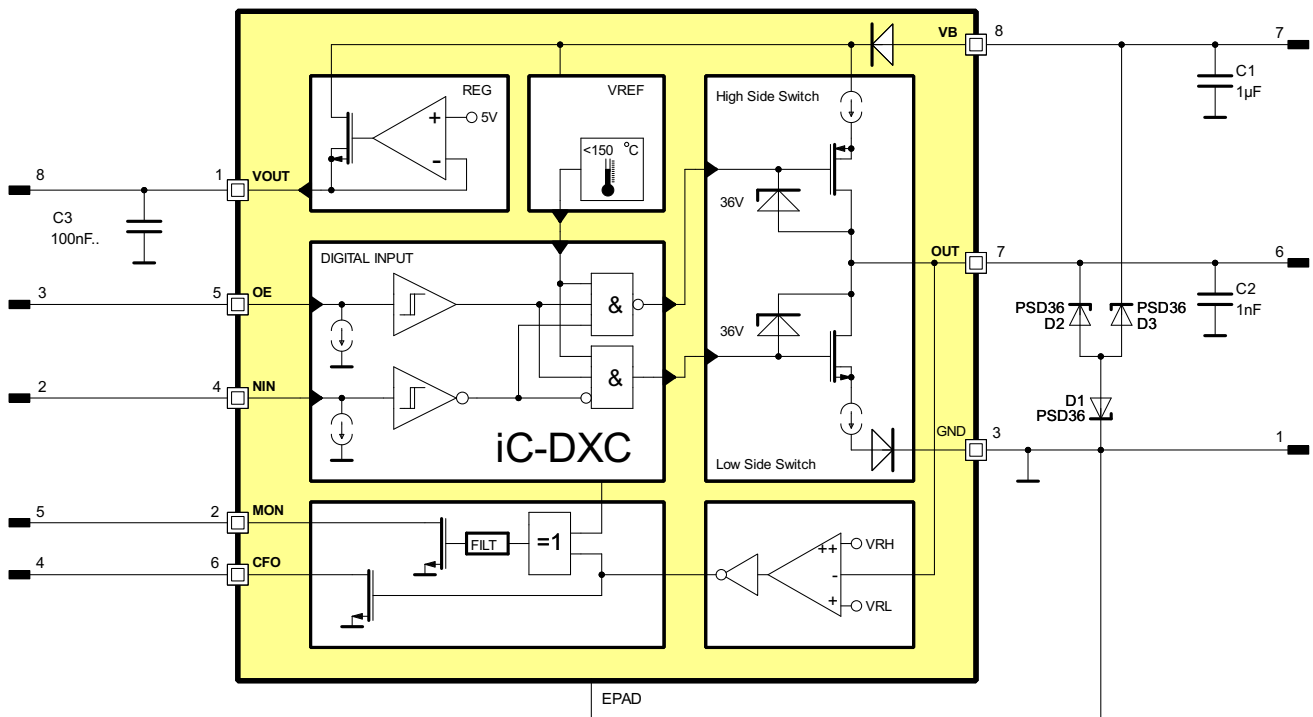 VB
8
7
REG
VREF
High Side Switch
C1
1µF
5V
+
-
<150 °C
8
1
VOUT
36V
C3
100nF..
DIGITAL INPUT
OUT
7
6
3
5
OE
&
PSD36
D2
PSD36
D3
C2
1nF
36V
&
2
4
NIN
D1
PSD36
iC-DXC
GND
3
1
Low Side Switch
5
2
MON
FILT
=1
++
VRH
-
4
6
CFO
+
VRL
EPAD